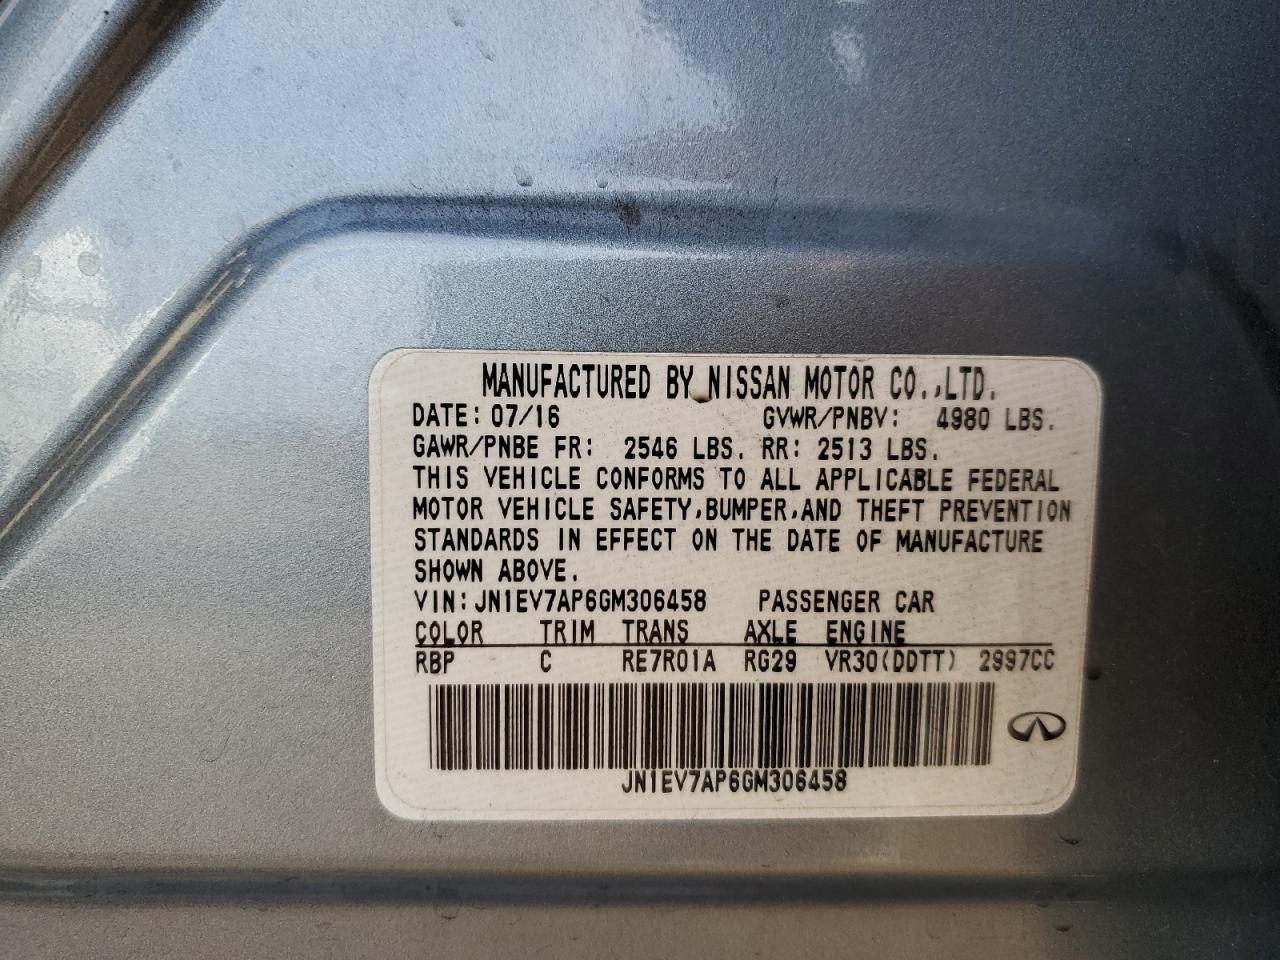 MANUFACTURED BY NISSAN MOTOR CO.,LTD.
DATE: 07/16 GVWR/PNBV: 4980 LBS.
GAWR/PNBE FR: 2546 LBS. RR: 2513 LBS.
THIS VEHICLE CONFORMS TO ALL APPLICABLE FEDERAL
MOTOR VEHICLE SAFETY,BUMPER,AND THEFT PREVENTION
STANDARDS IN EFFECT ON THE DATE OF MANUFACTURE
SHOWN ABOVE.
VIN: JN1EV7AP6GM306458 PASSENGER CAR
COLOR TRIM TRANS AXLE ENGINE
RBP C RE7R01A RG29 VR30(DDTT) 2997CC
JN1EV7AP6GM306458